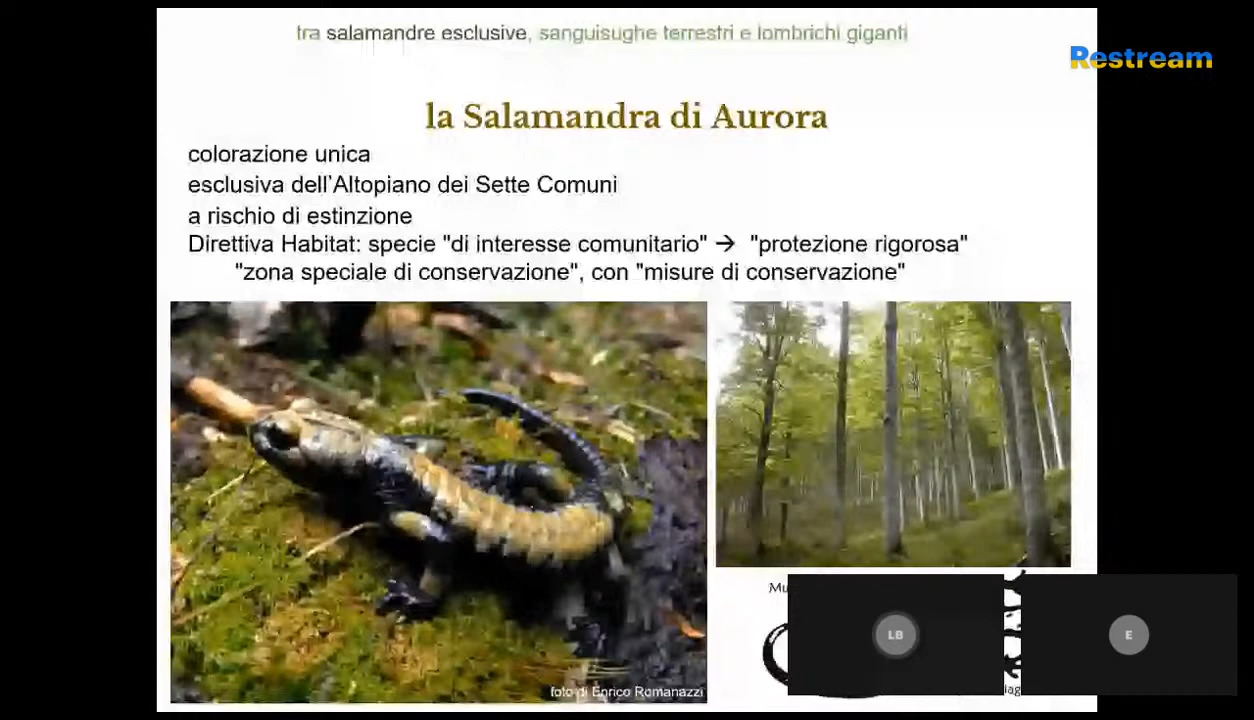 tra salamandre esclusive, sanguisughe terrestri e lombrichi giganti
Restream
la Salamandra di Aurora
colorazione unica
esclusiva dell'Altopiano dei Sette Comuni
a rischio di estinzione
Direttiva Habitat: specie "di interesse comunitario" → "protezione rigorosa"
"zona speciale di conservazione", con "misure di conservazione"
foto di Enrico Romanazzi
LB
E